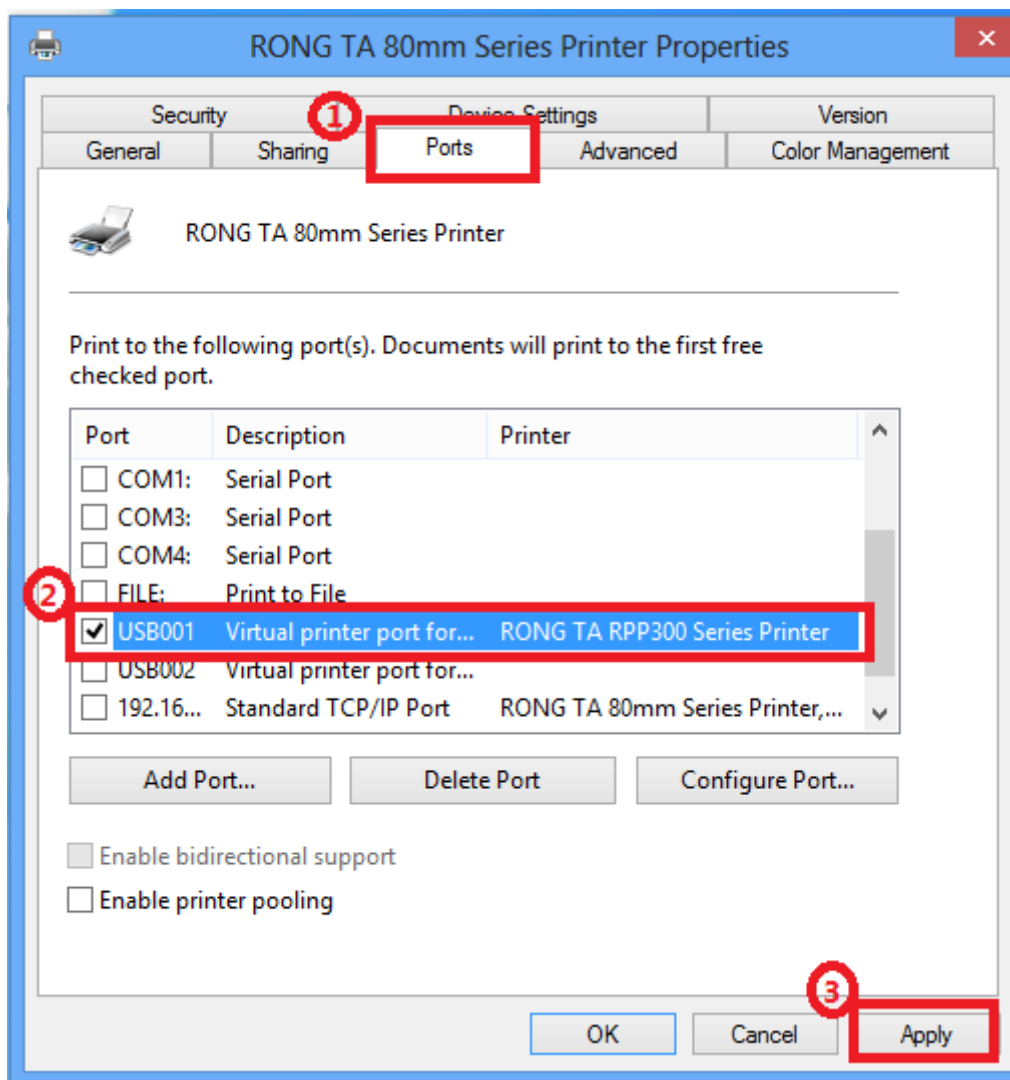 RONG TA 80mm Series Printer Properties
×
1
Security Device Settings Version
General Sharing Ports Advanced Color Management
RONG TA 80mm Series Printer
Print to the following port(s). Documents will print to the first free
checked port.
Port Description Printer
COM1: Serial Port
COM3: Serial Port
COM4: Serial Port
2
FILE: Print to File
USB001 Virtual printer port for... RONG TA RPP300 Series Printer
USB002 Virtual printer port for...
192.16... Standard TCP/IP Port RONG TA 80mm Series Printer,...
Add Port... Delete Port Configure Port...
Enable bidirectional support
Enable printer pooling
3
OK Cancel Apply